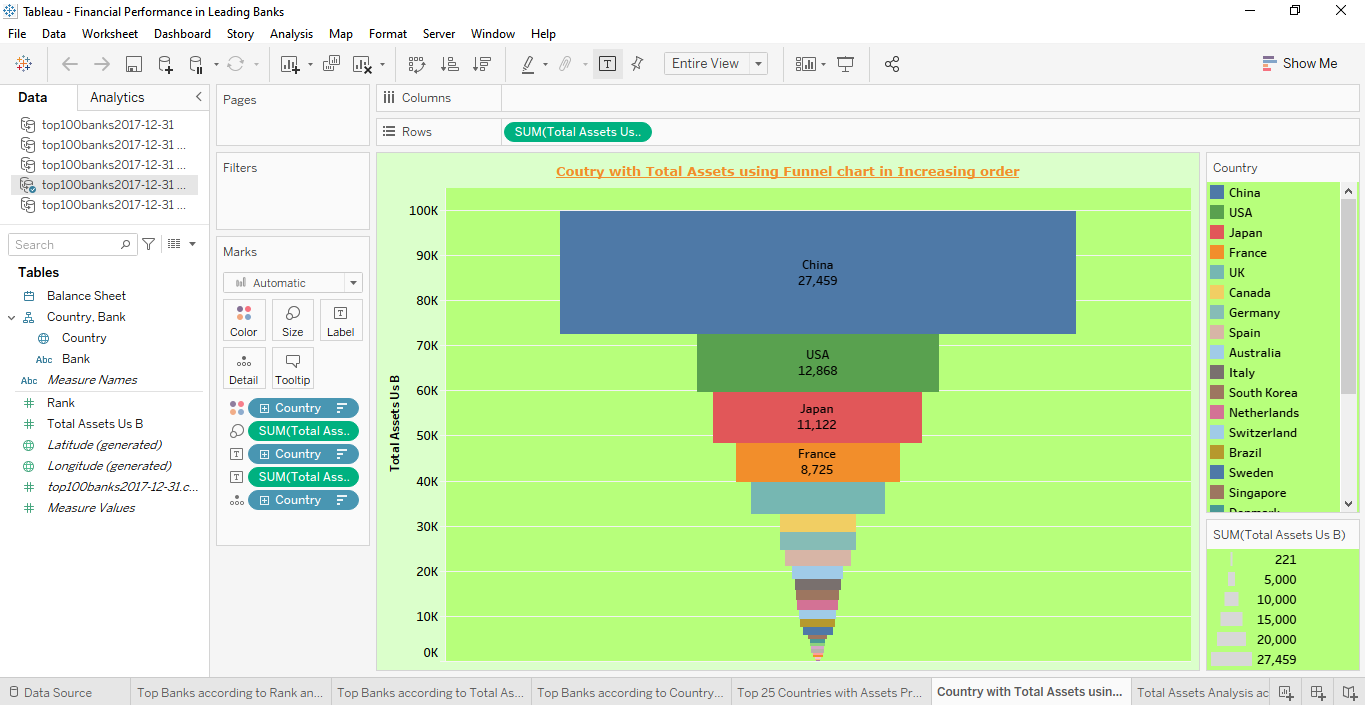 Tableau - Financial Performance in Leading Banks
File Data Worksheet Dashboard Story Analysis Map Format Server Window Help
Entire View
Show Me
Data Analytics
top100banks2017-12-31
top100banks2017-12-31 ...
top100banks2017-12-31 ...
top100banks2017-12-31 ...
top100banks2017-12-31 ...
Search
Tables
Balance Sheet
Country, Bank
Country
Abc Bank
Abc Measure Names
Rank
Total Assets Us B
Latitude (generated)
Longitude (generated)
top100banks2017-12-31.c...
Measure Values
Pages
Filters
Marks
Automatic
Color Size Label
Detail Tooltip
Country
SUM(Total Ass..
Country
SUM(Total Ass..
Country
Columns
Rows SUM(Total Assets Us..
Coutry with Total Assets using Funnel chart in Increasing order
Total Assets Us B
100K
90K
80K
70K
60K
50K
40K
30K
20K
10K
0K
China
27,459
USA
12,868
Japan
11,122
France
8,725
Country
China
USA
Japan
France
UK
Canada
Germany
Spain
Australia
Italy
South Korea
Netherlands
Switzerland
Brazil
Sweden
Singapore
Denmark
SUM(Total Assets Us B)
221
5,000
10,000
15,000
20,000
27,459
Data Source Top Banks according to Rank an... Top Banks according to Total As... Top Banks according to Country... Top 25 Countries with Assets Pr... Country with Total Assets usin... Total Assets Analysis ac